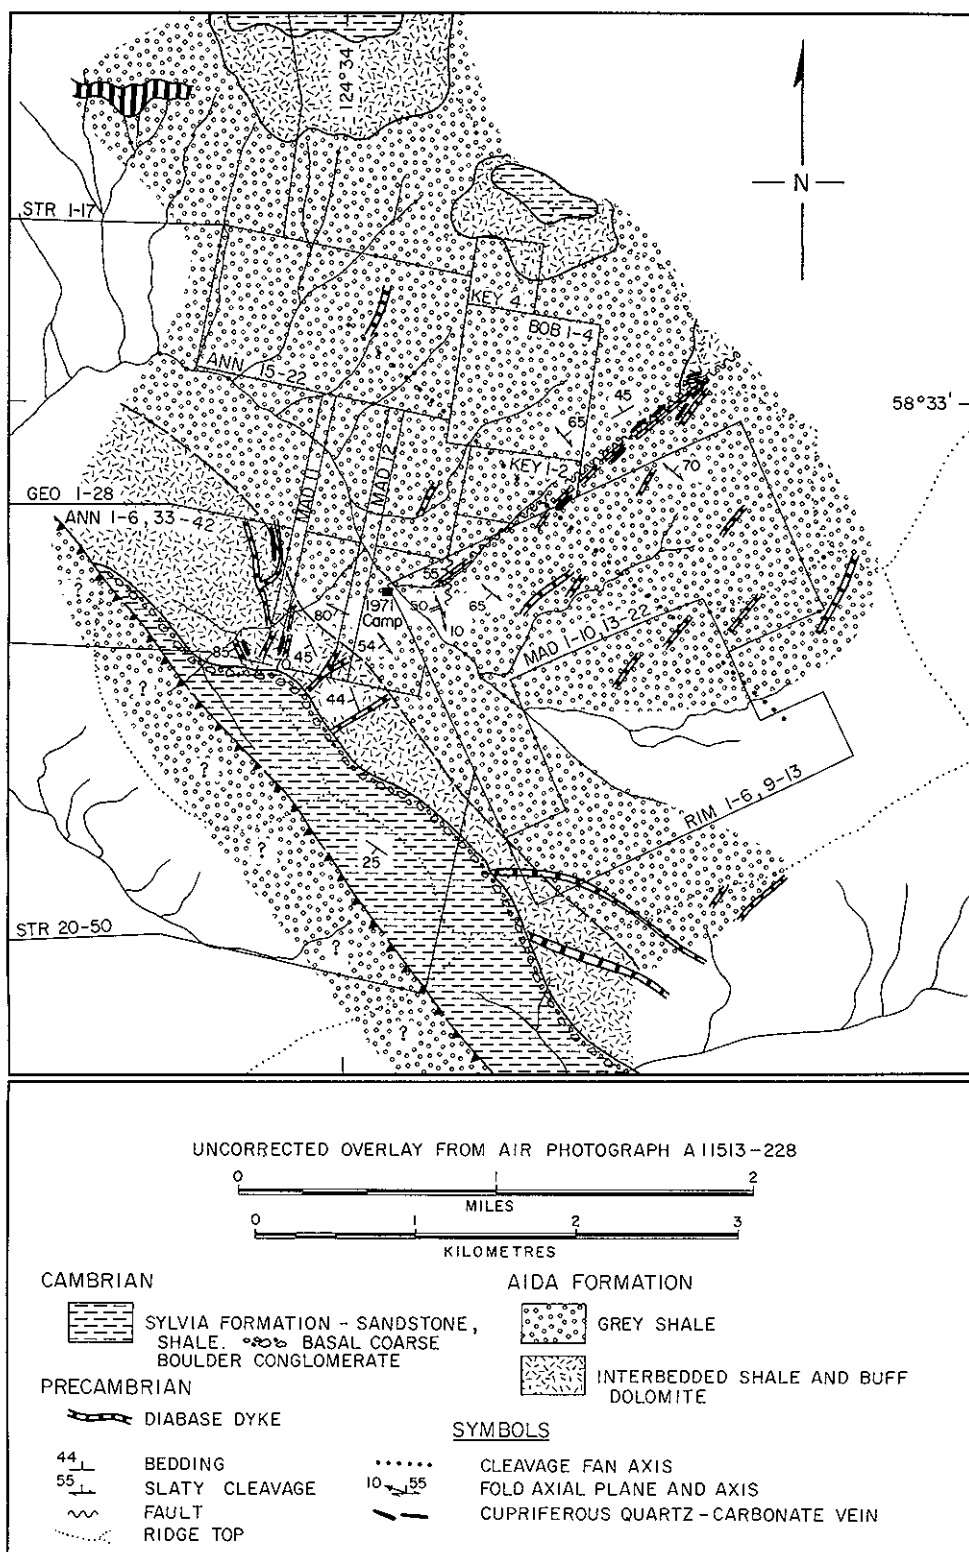 124°34
N
STR 1-17
KEY 4
BOB 1-4
ANN 15-22
45
65
58°33'
KEY 1-2
70
MAD 11
MAD 12
GEO 1-28
ANN 1-6, 33-42
55
1971
Camp
60
50
65
10
54
85
45
MAD 1-10, 13-22
70
44
?
?
?
?
?
?
25
RIM 1-6, 9-13
STR 20-50
UNCORRECTED OVERLAY FROM AIR PHOTOGRAPH A 11513-228
0 1 2
MILES
0 1 2 3
KILOMETRES
CAMBRIAN
SYLVIA FORMATION - SANDSTONE,
SHALE. BASAL COARSE
BOULDER CONGLOMERATE
PRECAMBRIAN
DIABASE DYKE
AIDA FORMATION
GREY SHALE
INTERBEDDED SHALE AND BUFF
DOLOMITE
SYMBOLS
44 BEDDING
55 SLATY CLEAVAGE
FAULT
RIDGE TOP
CLEAVAGE FAN AXIS
10 55 FOLD AXIAL PLANE AND AXIS
CUPRIFEROUS QUARTZ-CARBONATE VEIN